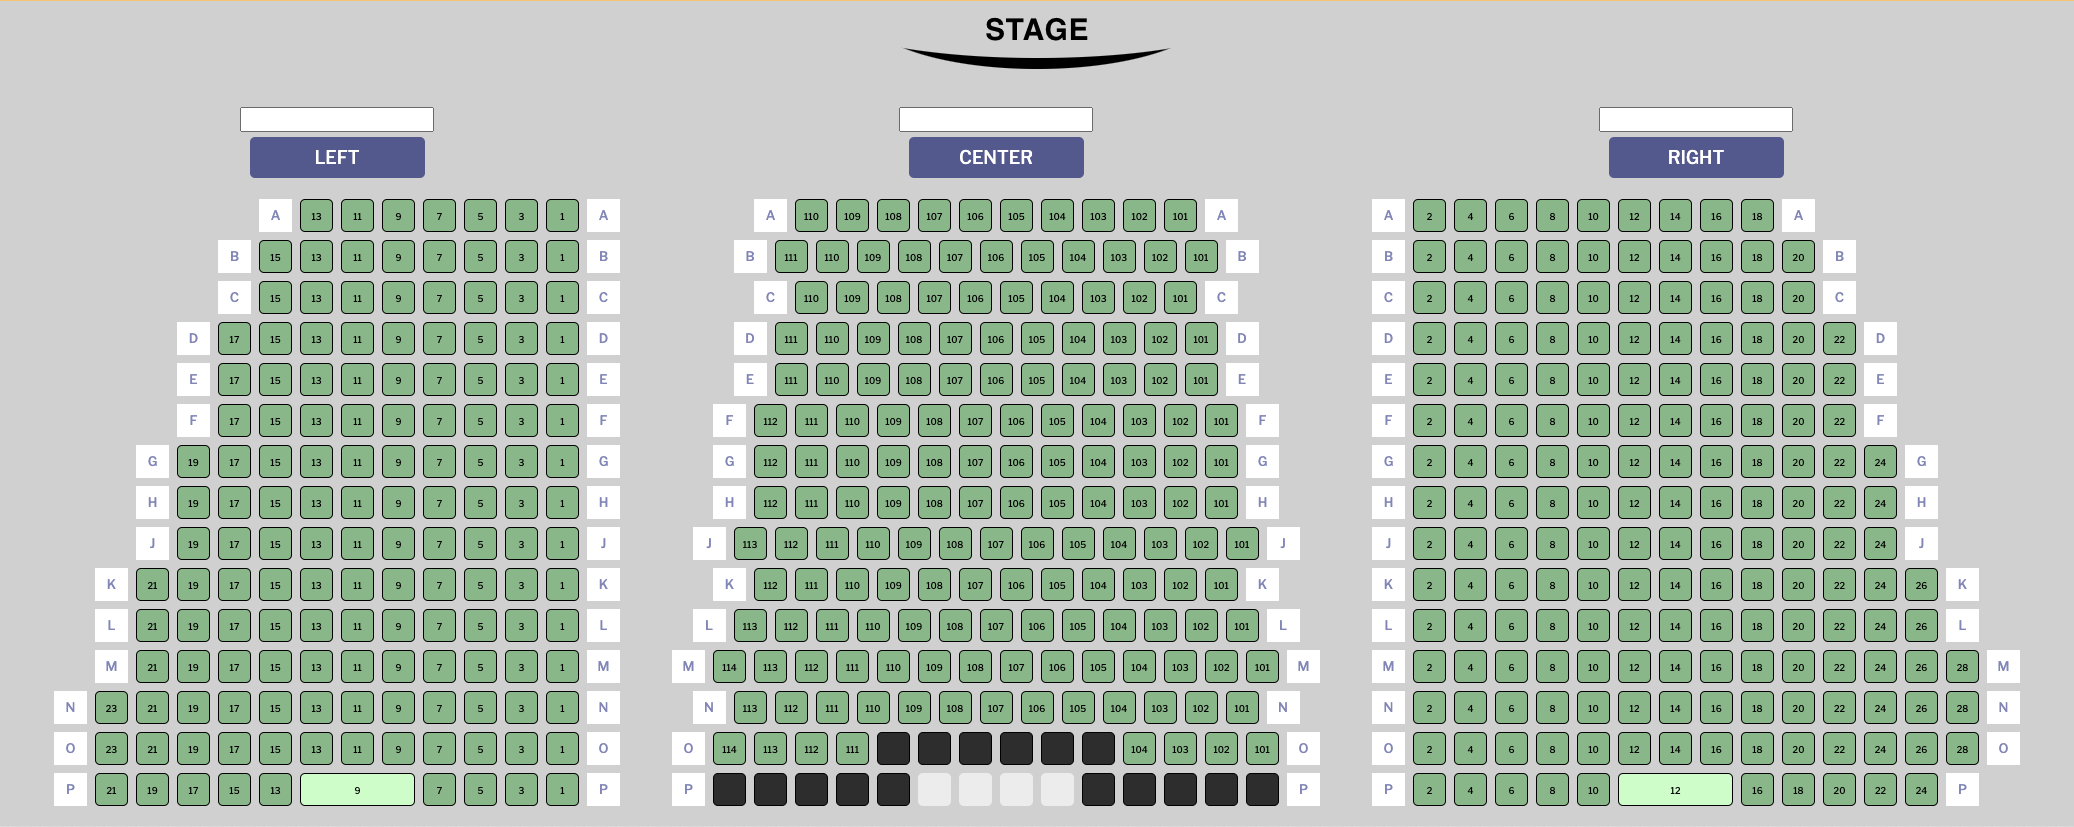 STAGE
LEFT CENTER RIGHT
A 13 11 9 7 5 3 1 A A 110 109 108 107 106 105 104 103 102 101 A A 2 4 6 8 10 12 14 16 18 A
B 15 13 11 9 7 5 3 1 B B 111 110 109 108 107 106 105 104 103 102 101 B B 2 4 6 8 10 12 14 16 18 20 B
C 15 13 11 9 7 5 3 1 C C 110 109 108 107 106 105 104 103 102 101 C C 2 4 6 8 10 12 14 16 18 20 C
D 17 15 13 11 9 7 5 3 1 D D 111 110 109 108 107 106 105 104 103 102 101 D D 2 4 6 8 10 12 14 16 18 20 22 D
E 17 15 13 11 9 7 5 3 1 E E 111 110 109 108 107 106 105 104 103 102 101 E E 2 4 6 8 10 12 14 16 18 20 22 E
F 17 15 13 11 9 7 5 3 1 F F 112 111 110 109 108 107 106 105 104 103 102 101 F F 2 4 6 8 10 12 14 16 18 20 22 F
G 19 17 15 13 11 9 7 5 3 1 G G 112 111 110 109 108 107 106 105 104 103 102 101 G G 2 4 6 8 10 12 14 16 18 20 22 24 G
H 19 17 15 13 11 9 7 5 3 1 H H 112 111 110 109 108 107 106 105 104 103 102 101 H H 2 4 6 8 10 12 14 16 18 20 22 24 H
J 19 17 15 13 11 9 7 5 3 1 J J 113 112 111 110 109 108 107 106 105 104 103 102 101 J J 2 4 6 8 10 12 14 16 18 20 22 24 J
K 21 19 17 15 13 11 9 7 5 3 1 K K 112 111 110 109 108 107 106 105 104 103 102 101 K K 2 4 6 8 10 12 14 16 18 20 22 24 26 K
L 21 19 17 15 13 11 9 7 5 3 1 L L 113 112 111 110 109 108 107 106 105 104 103 102 101 L L 2 4 6 8 10 12 14 16 18 20 22 24 26 L
M 21 19 17 15 13 11 9 7 5 3 1 M M 114 113 112 111 110 109 108 107 106 105 104 103 102 101 M M 2 4 6 8 10 12 14 16 18 20 22 24 26 28 M
N 23 21 19 17 15 13 11 9 7 5 3 1 N N 113 112 111 110 109 108 107 106 105 104 103 102 101 N N 2 4 6 8 10 12 14 16 18 20 22 24 26 28 N
O 23 21 19 17 15 13 11 9 7 5 3 1 O O 114 113 112 111 104 103 102 101 O O 2 4 6 8 10 12 14 16 18 20 22 24 26 28 O
P 21 19 17 15 13 9 7 5 3 1 P P P P 2 4 6 8 10 12 16 18 20 22 24 P